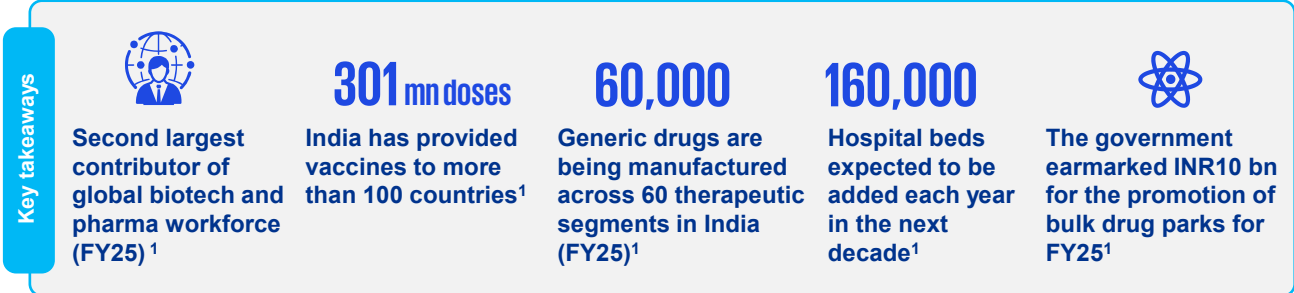 Key takeaways
Second largest
contributor of
global biotech and
pharma workforce
(FY25) 1
301 mn doses
India has provided
vaccines to more
than 100 countries1
60,000
Generic drugs are
being manufactured
across 60 therapeutic
segments in India
(FY25)1
160,000
Hospital beds
expected to be
added each year
in the next
decade1
The government
earmarked INR10 bn
for the promotion of
bulk drug parks for
FY251